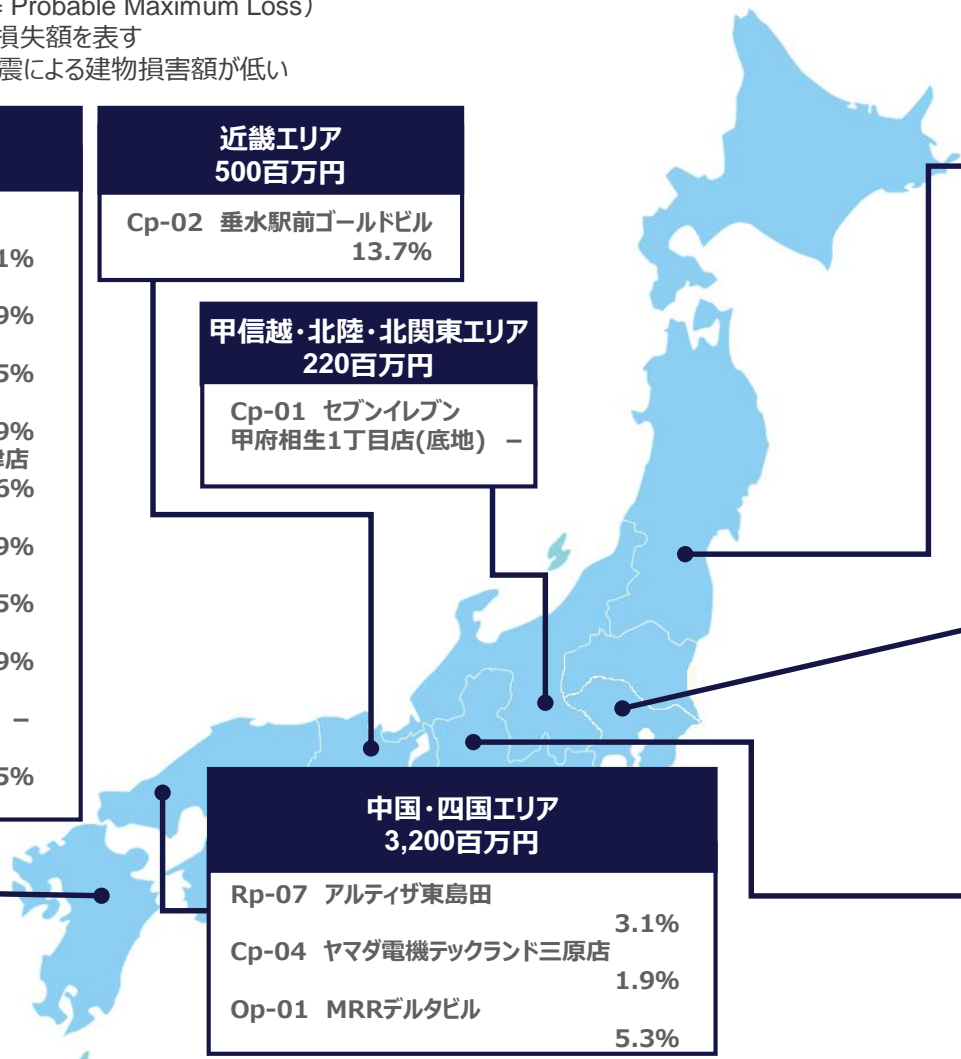 = Probable Maximum Loss）
損失額を表す
震による建物損害額が低い
1%
9%
5%
9%
津店
6%
9%
5%
9%
–
5%
近畿エリア
500百万円
Cp-02 垂水駅前ゴールドビル
13.7%
甲信越・北陸・北関東エリア
220百万円
Cp-01 セブンイレブン
甲府相生1丁目店(底地) –
中国・四国エリア
3,200百万円
Rp-07 アルティザ東島田
3.1%
Cp-04 ヤマダ電機テックランド三原店
1.9%
Op-01 MRRデルタビル
5.3%